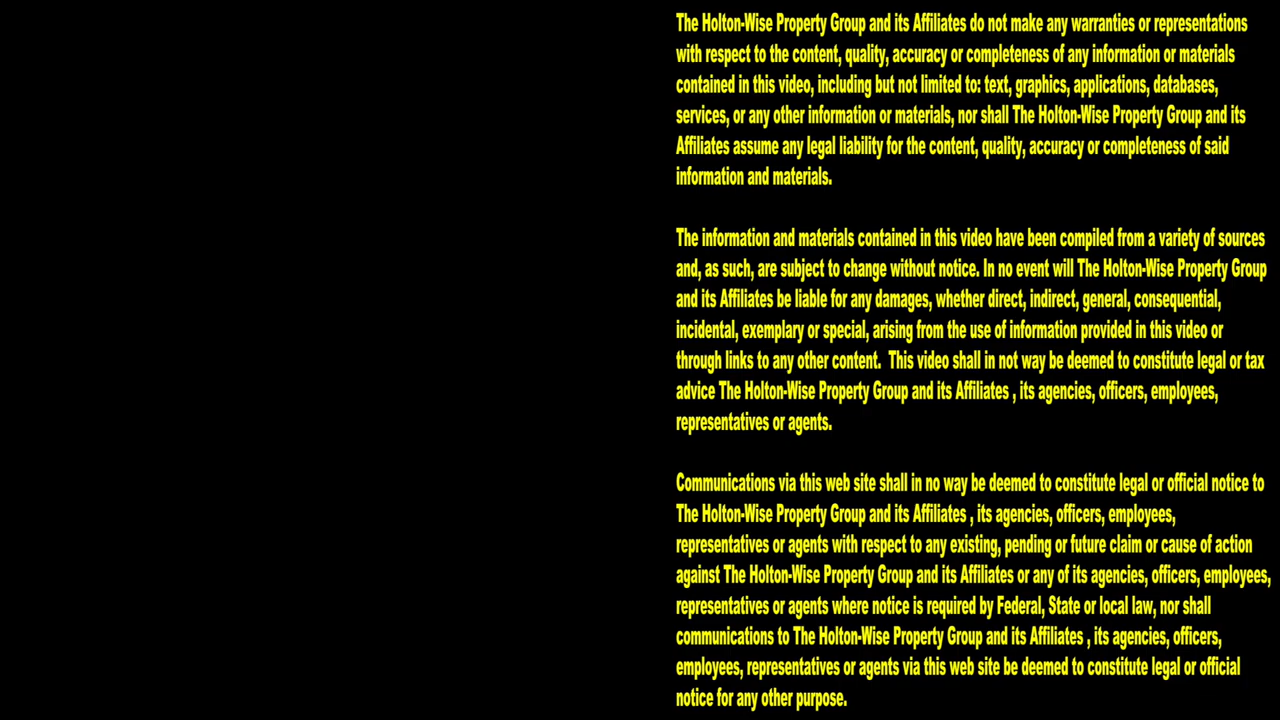 The Holton-Wise Property Group and its Affiliates do not make any warranties or representations
with respect to the content, quality, accuracy or completeness of any information or materials
contained in this video, including but not limited to: text, graphics, applications, databases,
services, or any other information or materials, nor shall The Holton-Wise Property Group and its
Affiliates assume any legal liability for the content, quality, accuracy or completeness of said
information and materials.
The information and materials contained in this video have been compiled from a variety of sources
and, as such, are subject to change without notice. In no event will The Holton-Wise Property Group
and its Affiliates be liable for any damages, whether direct, indirect, general, consequential,
incidental, exemplary or special, arising from the use of information provided in this video or
through links to any other content.  This video shall in not way be deemed to constitute legal or tax
advice The Holton-Wise Property Group and its Affiliates , its agencies, officers, employees,
representatives or agents.
Communications via this web site shall in no way be deemed to constitute legal or official notice to
The Holton-Wise Property Group and its Affiliates , its agencies, officers, employees,
representatives or agents with respect to any existing, pending or future claim or cause of action
against The Holton-Wise Property Group and its Affiliates or any of its agencies, officers, employees,
representatives or agents where notice is required by Federal, State or local law, nor shall
communications to The Holton-Wise Property Group and its Affiliates , its agencies, officers,
employees, representatives or agents via this web site be deemed to constitute legal or official
notice for any other purpose.